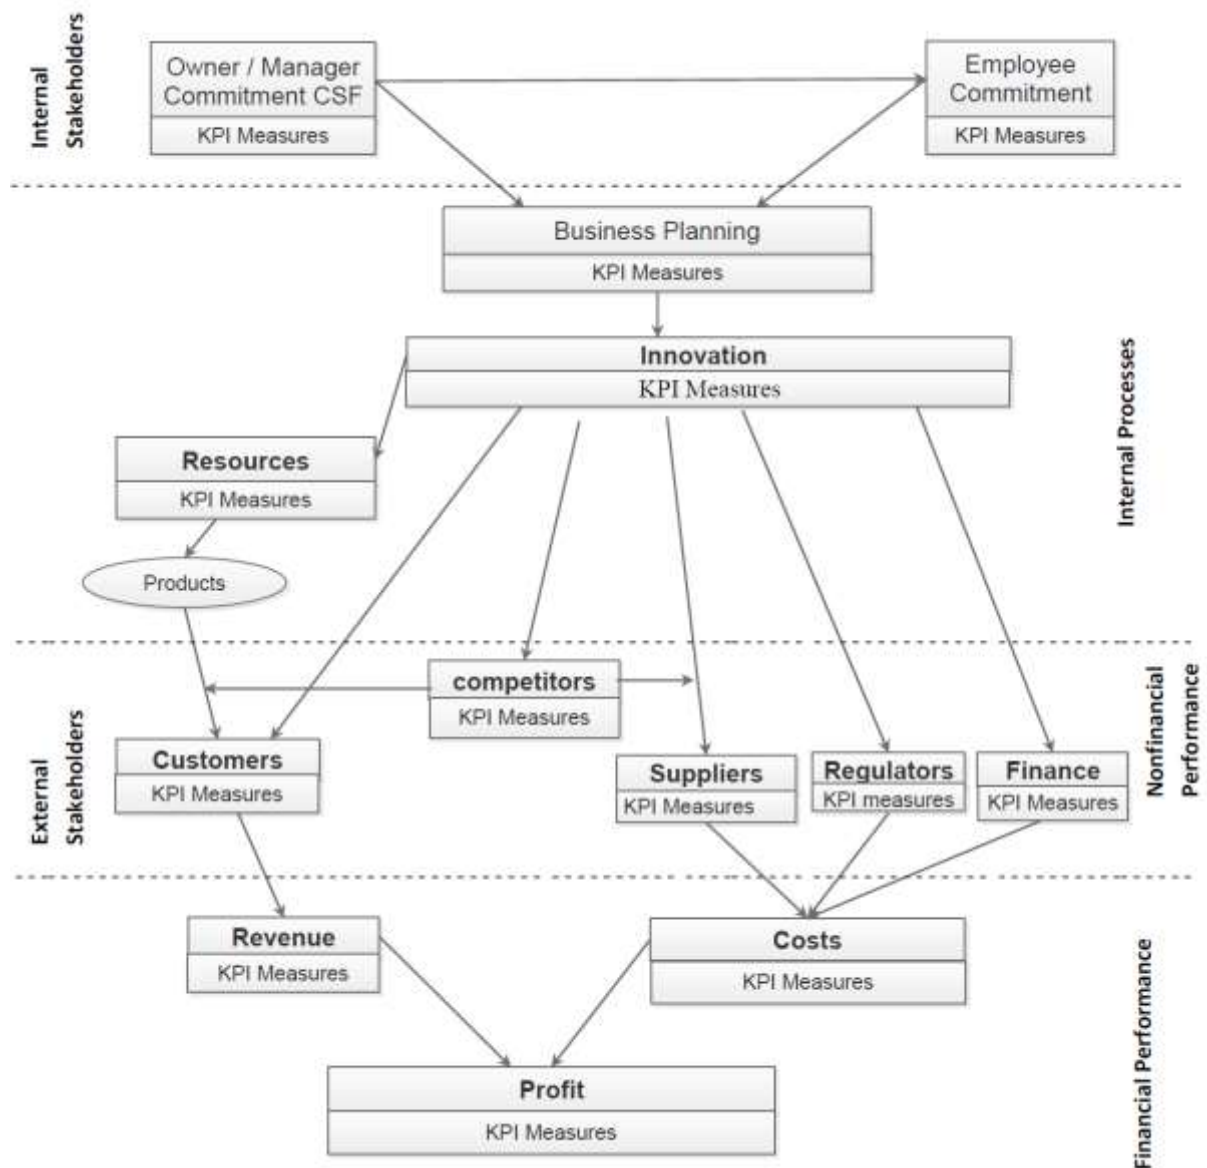 Internal
Stakeholders
Owner / Manager
Commitment CSF
KPI Measures
Employee
Commitment
KPI Measures
Business Planning
KPI Measures
Innovation
KPI Measures
Internal Processes
Resources
KPI Measures
Products
competitors
KPI Measures
Nonfinancial
Performance
External
Stakeholders
Customers
KPI Measures
Suppliers
KPI Measures
Regulators
KPI measures
Finance
KPI Measures
Revenue
KPI Measures
Costs
KPI Measures
Financial Performance
Profit
KPI Measures